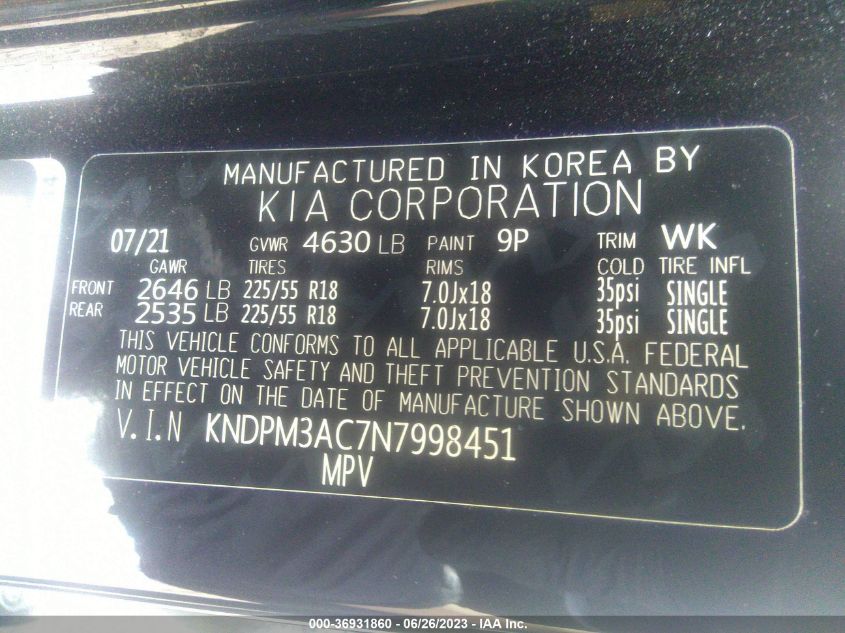 MANUFACTURED IN KOREA BY
KIA CORPORATION
07/21 GVWR 4630 LB PAINT 9P TRIM WK
GAWR TIRES RIMS COLD TIRE INFL
FRONT 2646 LB 225/55 R18 7.0Jx18 35psi SINGLE
REAR 2535 LB 225/55 R18 7.0Jx18 35psi SINGLE
THIS VEHICLE CONFORMS TO ALL APPLICABLE U.S.A. FEDERAL
MOTOR VEHICLE SAFETY AND THEFT PREVENTION STANDARDS
IN EFFECT ON THE DATE OF MANUFACTURE SHOWN ABOVE.
V.I.N KNDPM3AC7N7998451
MPV
000-36931860 - 06/26/2023 - IAA Inc.